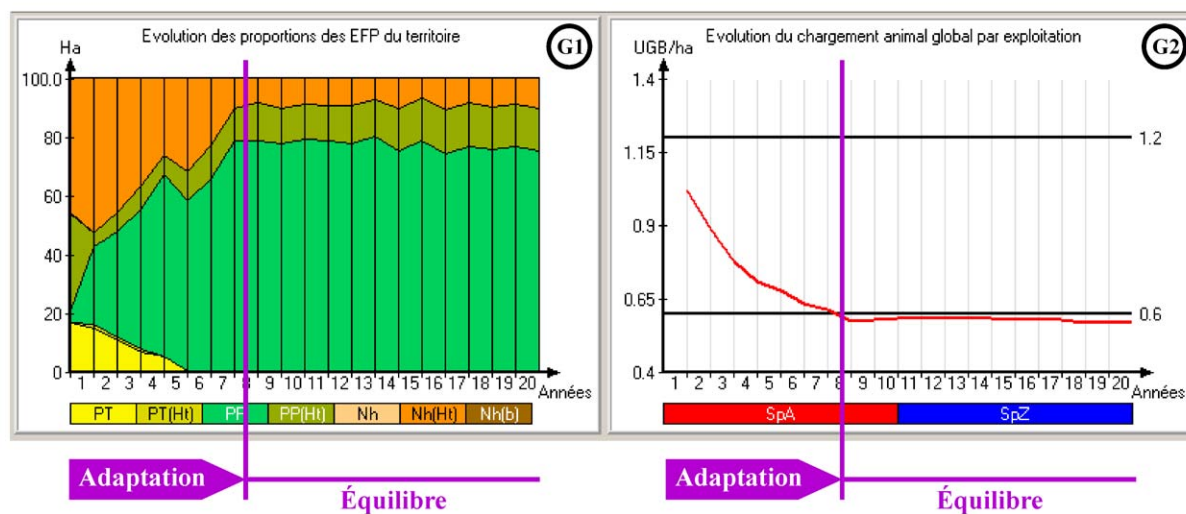 Evolution des proportions des EFP du territoire
G1
Ha
100.0
80
60
40
20
0
1 2 3 4 5 6 7 8 9 10 11 12 13 14 15 16 17 18 19 20
Années
PT PT(Ht) PP PP(Ht) Nh Nh(Ht) Nh(b)
Adaptation
Équilibre
Evolution du chargement animal global par exploitation
G2
UGB/ha
1.4
1.15
0.9
0.65
0.4
1.2
0.6
1 2 3 4 5 6 7 8 9 10 11 12 13 14 15 16 17 18 19 20
Années
SpA SpZ
Adaptation
Équilibre